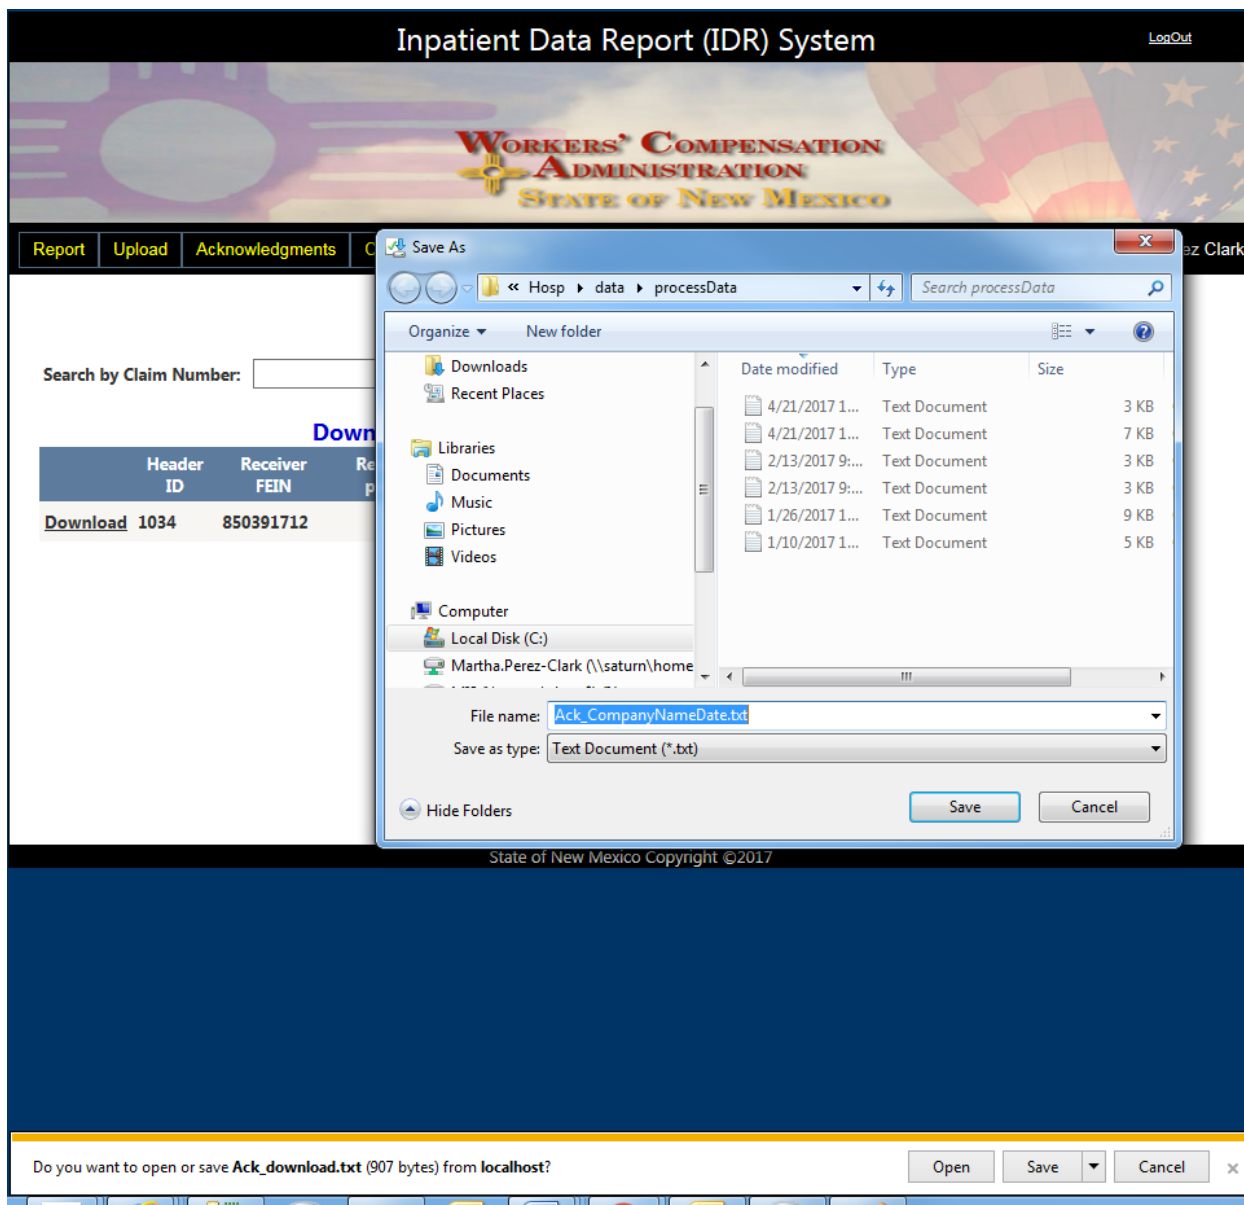 Inpatient Data Report (IDR) System
LogOut
WORKERS' COMPENSATION
ADMINISTRATION
STATE OF NEW MEXICO
Report Upload Acknowledgments
ez Clark
Save As
« Hosp data processData
Search processData
Organize New folder
Search by Claim Number:
Down
Header ID
Receiver FEIN
Download 1034 850391712
Downloads
Recent Places
Libraries
Documents
Music
Pictures
Videos
Computer
Local Disk (C:)
Martha.Perez-Clark (\\saturn\home
Date modified Type Size
4/21/2017 1... Text Document 3 KB
4/21/2017 1... Text Document 7 KB
2/13/2017 9:... Text Document 3 KB
2/13/2017 9:... Text Document 3 KB
1/26/2017 1... Text Document 9 KB
1/10/2017 1... Text Document 5 KB
File name: Ack_CompanyNameDate.txt
Save as type: Text Document (*.txt)
Hide Folders
Save Cancel
State of New Mexico Copyright ©2017
Do you want to open or save Ack_download.txt (907 bytes) from localhost?
Open Save Cancel